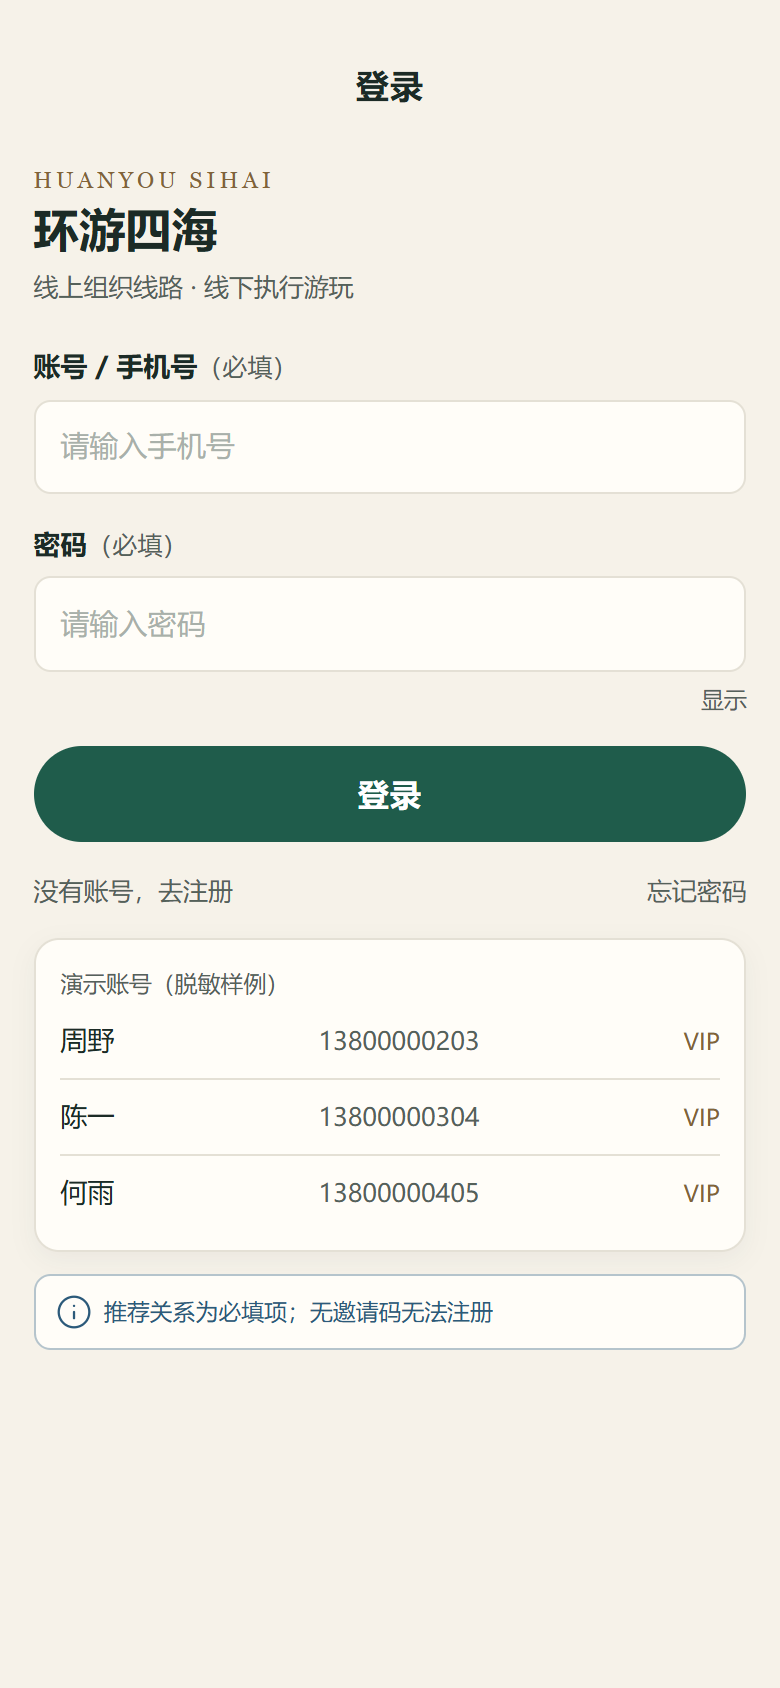 登录
HUANYOU SIHAI
环游四海
线上组织线路 · 线下执行游玩
账号 / 手机号（必填）
请输入手机号
密码（必填）
请输入密码
显示
登录
没有账号，去注册 忘记密码
演示账号（脱敏样例）
周野 13800000203 VIP
陈一 13800000304 VIP
何雨 13800000405 VIP
推荐关系为必填项；无邀请码无法注册